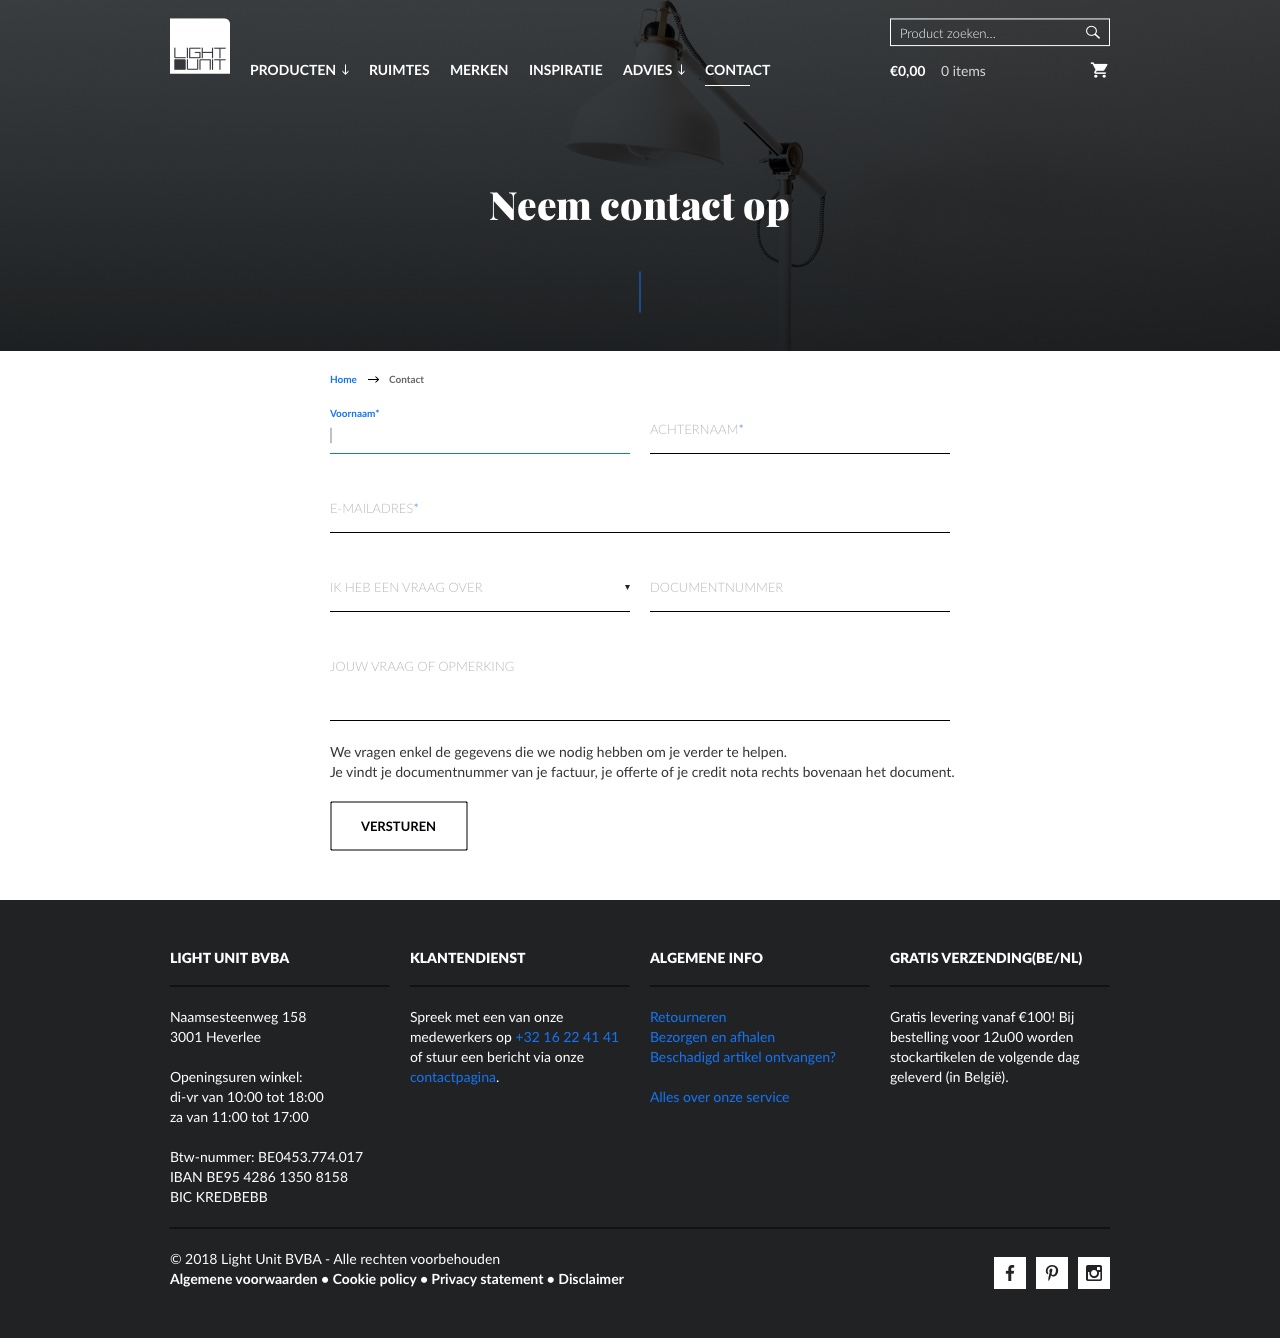 LIGHT
UNIT
PRODUCTEN ↓ RUIMTES MERKEN INSPIRATIE ADVIES ↓ CONTACT
Product zoeken...
€0,00 0 items
Neem contact op
Home → Contact
Voornaam*
ACHTERNAAM*
E-MAILADRES*
IK HEB EEN VRAAG OVER ▾
DOCUMENTNUMMER
JOUW VRAAG OF OPMERKING
We vragen enkel de gegevens die we nodig hebben om je verder te helpen.
Je vindt je documentnummer van je factuur, je offerte of je credit nota rechts bovenaan het document.
VERSTUREN
LIGHT UNIT BVBA
Naamsesteenweg 158
3001 Heverlee
Openingsuren winkel:
di-vr van 10:00 tot 18:00
za van 11:00 tot 17:00
Btw-nummer: BE0453.774.017
IBAN BE95 4286 1350 8158
BIC KREDBEBB
KLANTENDIENST
Spreek met een van onze
medewerkers op +32 16 22 41 41
of stuur een bericht via onze
contactpagina.
ALGEMENE INFO
Retourneren
Bezorgen en afhalen
Beschadigd artikel ontvangen?
Alles over onze service
GRATIS VERZENDING(BE/NL)
Gratis levering vanaf €100! Bij
bestelling voor 12u00 worden
stockartikelen de volgende dag
geleverd (in België).
© 2018 Light Unit BVBA - Alle rechten voorbehouden
Algemene voorwaarden • Cookie policy • Privacy statement • Disclaimer